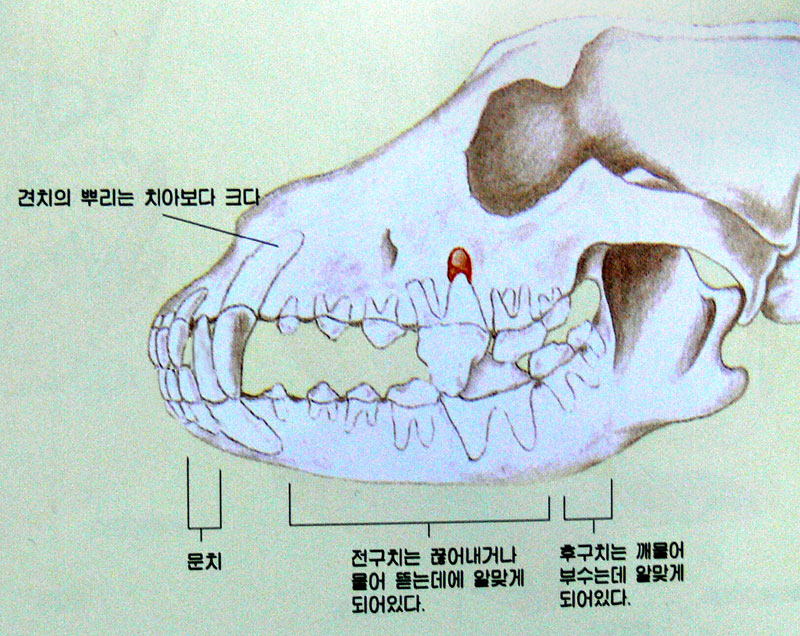 견치의 뿌리는 치아보다 크다
문치
전구치는 끊어내거나
물어 뜯는데에 알맞게
되어있다.
후구치는 깨물어
부수는데 알맞게
되어있다.